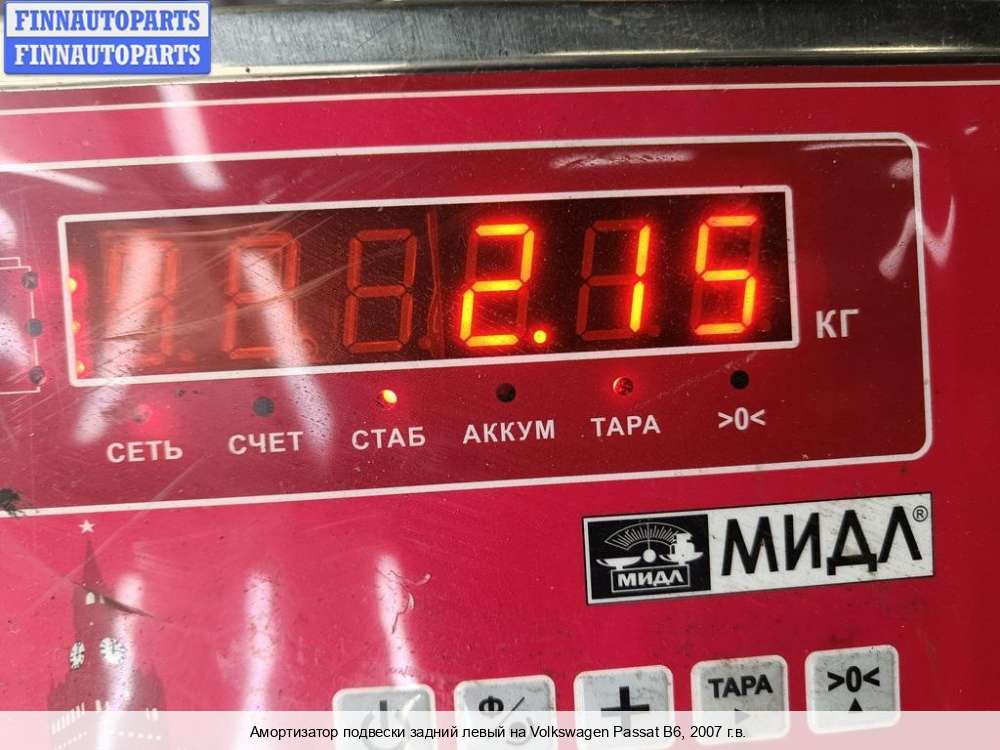 FINNAUTOPARTS
FINNAUTOPARTS
2.15
КГ
СЕТЬ СЧЕТ СТАБ АККУМ ТАРА >0<
МИДЛ МИДЛ®
+ ТАРА >0<
Амортизатор подвески задний левый на Volkswagen Passat B6, 2007 г.в.